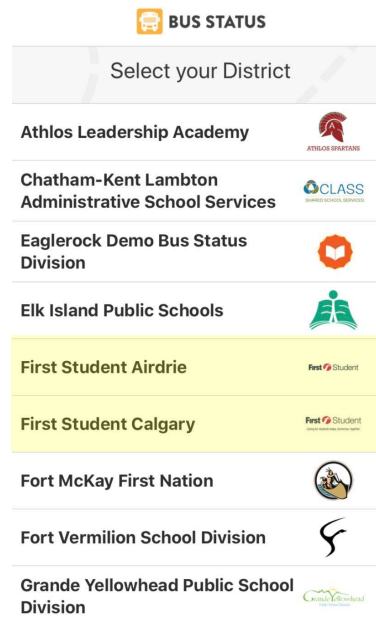 BUS STATUS
Select your District
Athlos Leadership Academy
ATHLOS SPARTANS
Chatham-Kent Lambton
Administrative School Services
CLASS
SHARED SCHOOL SERVICES
Eaglerock Demo Bus Status
Division
Elk Island Public Schools
First Student Airdrie
First Student
First Student Calgary
First Student
Fort McKay First Nation
Fort Vermilion School Division
Grande Yellowhead Public School
Division
Grande Yellowhead